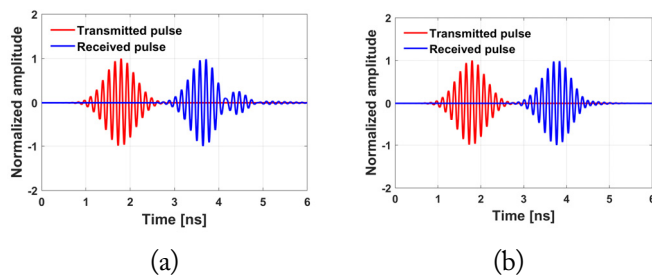 Transmitted pulse
Received pulse
Normalized amplitude
2
1
0
-1
-2
0 1 2 3 4 5 6
Time [ns]
(a)
Transmitted pulse
Received pulse
Normalized amplitude
2
1
0
-1
-2
0 1 2 3 4 5 6
Time [ns]
(b)